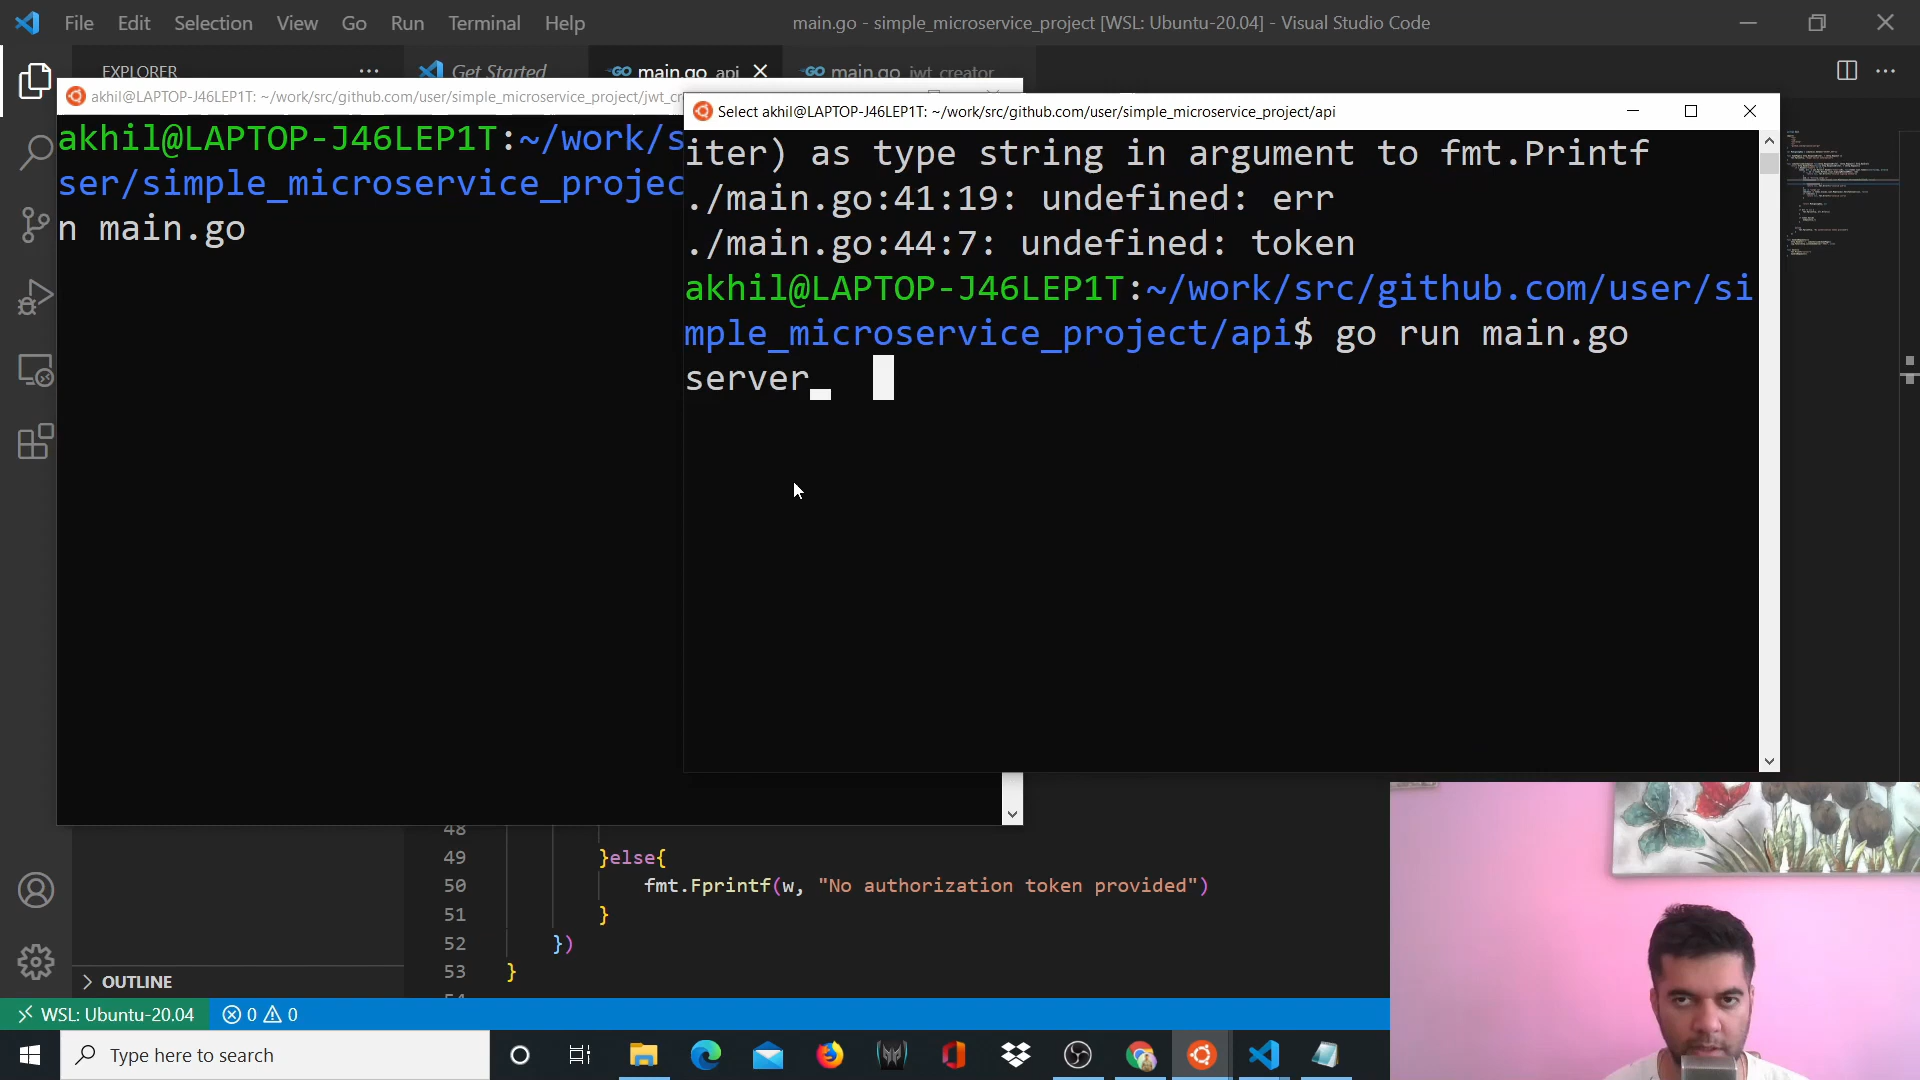 File Edit Selection View Go Run Terminal Help
main.go - simple_microservice_project [WSL: Ubuntu-20.04] - Visual Studio Code
EXPLORER
Get Started
main.go api
main.go jwt_creator
akhil@LAPTOP-J46LEP1T: ~/work/src/github.com/user/simple_microservice_project/jwt_cr
akhil@LAPTOP-J46LEP1T:~/work/s
ser/simple_microservice_projec
n main.go
Select akhil@LAPTOP-J46LEP1T: ~/work/src/github.com/user/simple_microservice_project/api
iter) as type string in argument to fmt.Printf
./main.go:41:19: undefined: err
./main.go:44:7: undefined: token
akhil@LAPTOP-J46LEP1T:~/work/src/github.com/user/si
mple_microservice_project/api$ go run main.go
server
48
49 }else{
50 fmt.Fprintf(w, "No authorization token provided")
51 }
52 })
53 }
OUTLINE
WSL: Ubuntu-20.04 0 0
Type here to search